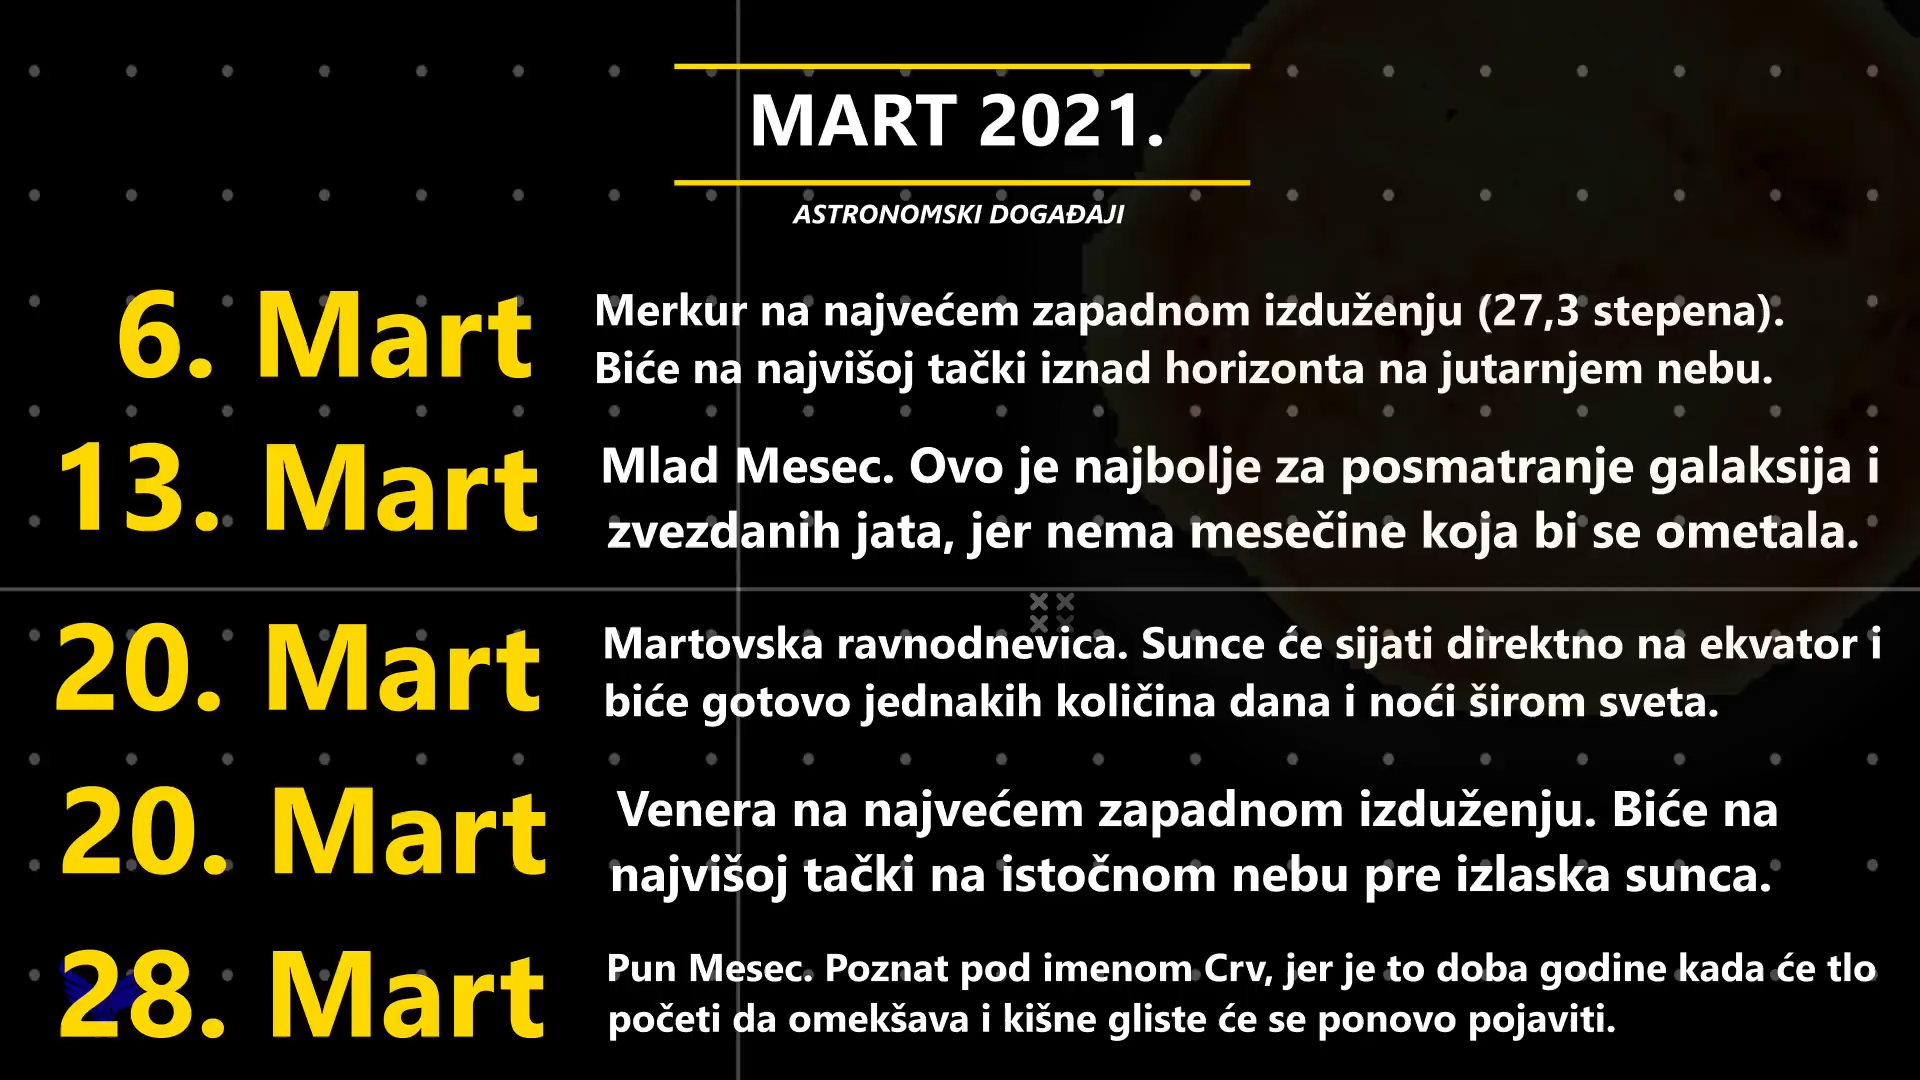 MART 2021.
ASTRONOMSKI DOGAĐAJI
6. Mart
Merkur na najvećem zapadnom izduženju (27,3 stepena).
Biće na najvišoj tački iznad horizonta na jutarnjem nebu.
13. Mart
Mlad Mesec. Ovo je najbolje za posmatranje galaksija i
zvezdanih jata, jer nema mesečine koja bi se ometala.
20. Mart
Martovska ravnodnevica. Sunce će sijati direktno na ekvator i
biće gotovo jednakih količina dana i noći širom sveta.
20. Mart
Venera na najvećem zapadnom izduženju. Biće na
najvišoj tački na istočnom nebu pre izlaska sunca.
28. Mart
Pun Mesec. Poznat pod imenom Crv, jer je to doba godine kada će tlo
početi da omekšava i kišne gliste će se ponovo pojaviti.